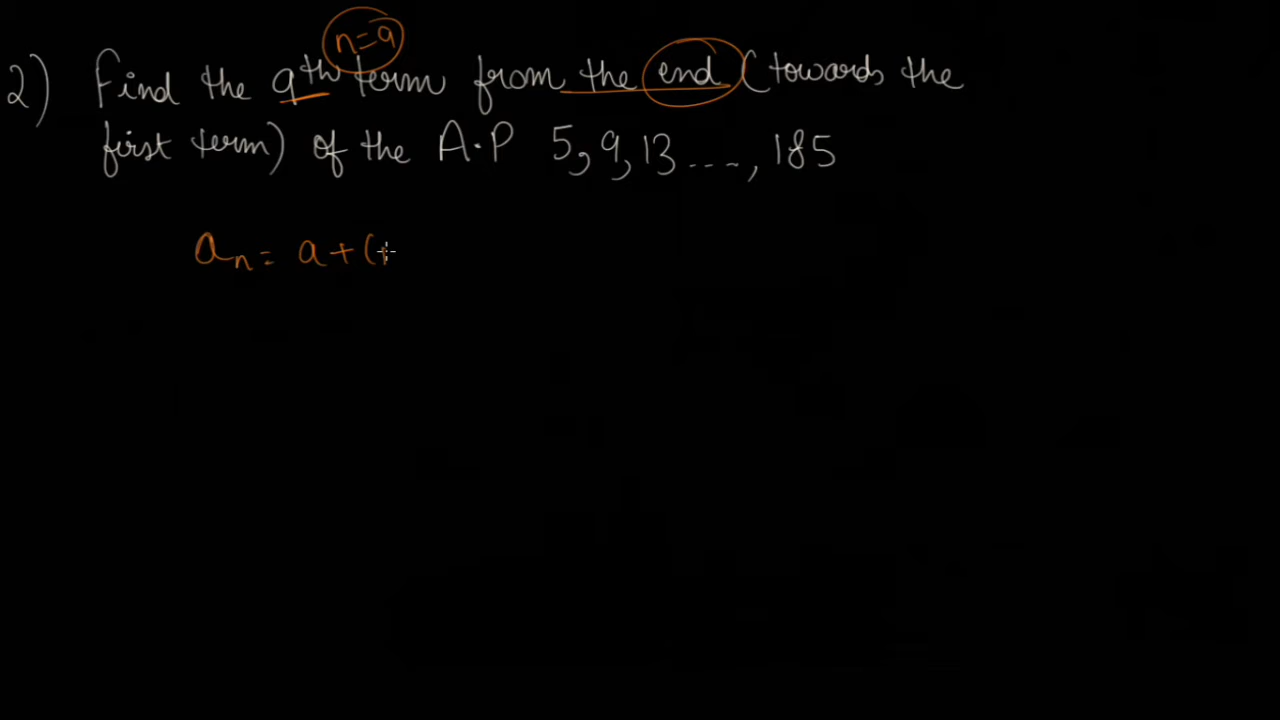 n=9
2) Find the 9th term from the end (towards the
first term) of the A.P 5,9,13....,185
an = a + (